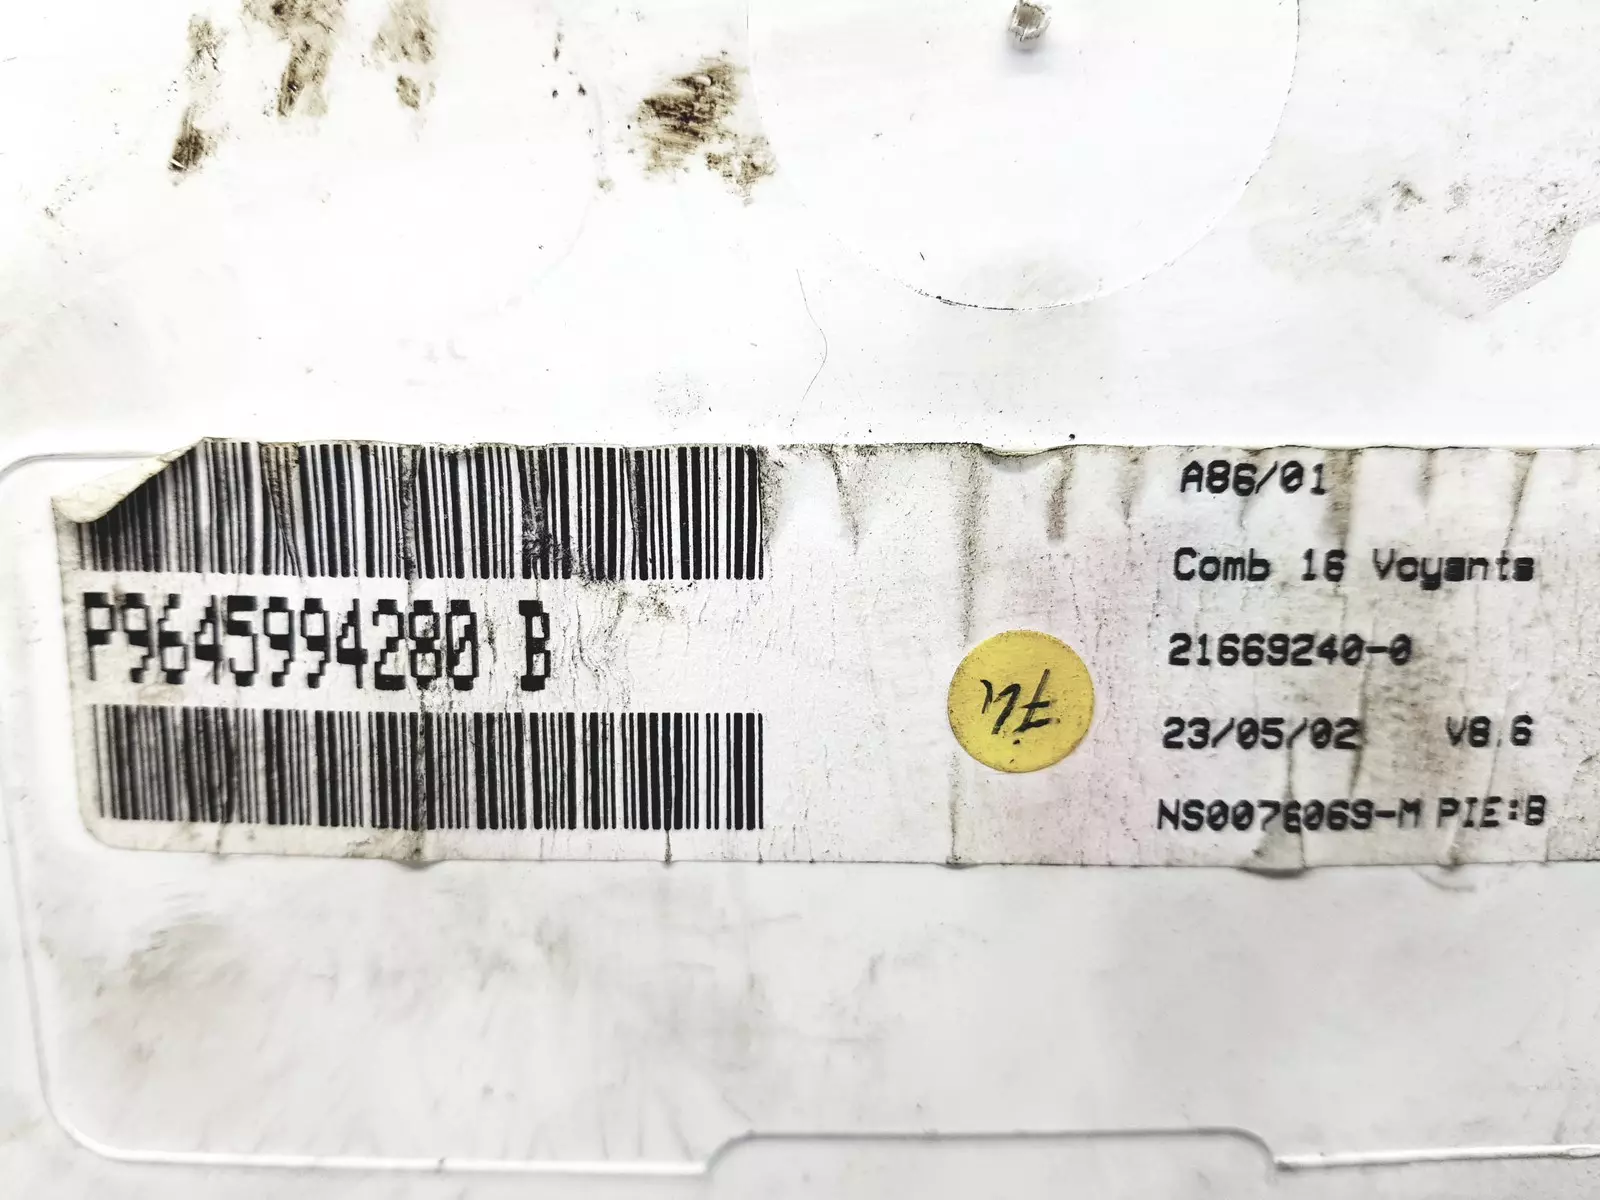 P9645994280 B
A86/01
Comb 16 Voyants
21669240-0
23/05/02 V8.6
NS0076069-M PIE:B